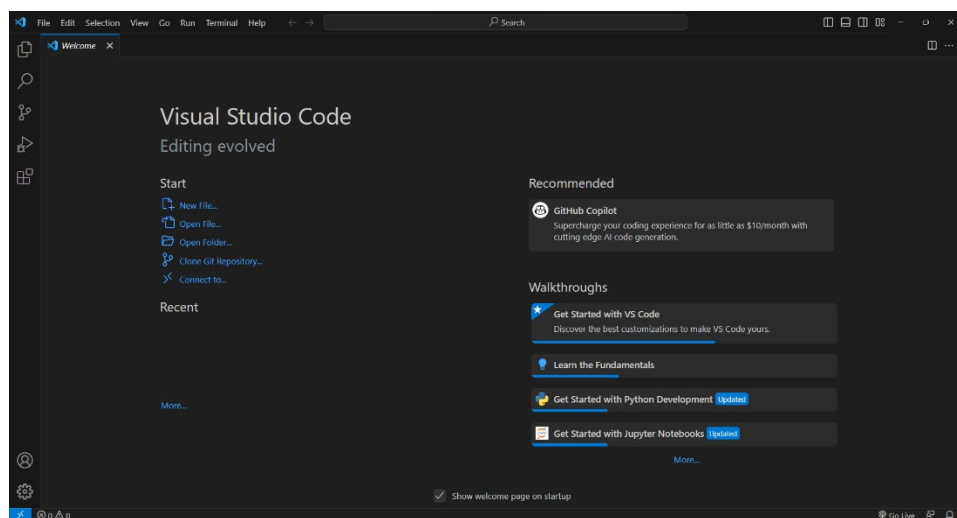 File Edit Selection View Go Run Terminal Help
Search
Welcome
Visual Studio Code
Editing evolved
Start
New File...
Open File...
Open Folder...
Clone Git Repository...
Connect to...
Recent
More...
Recommended
GitHub Copilot
Supercharge your coding experience for as little as $10/month with
cutting edge AI code generation.
Walkthroughs
Get Started with VS Code
Discover the best customizations to make VS Code yours.
Learn the Fundamentals
Get Started with Python Development Updated
Get Started with Jupyter Notebooks Updated
More...
Show welcome page on startup
0 0
Go Live